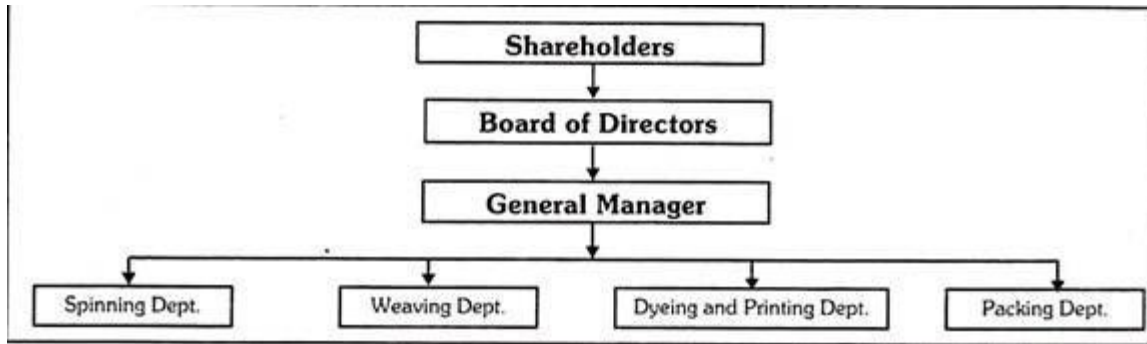 Shareholders
Board of Directors
General Manager
Spinning Dept.
Weaving Dept.
Dyeing and Printing Dept.
Packing Dept.